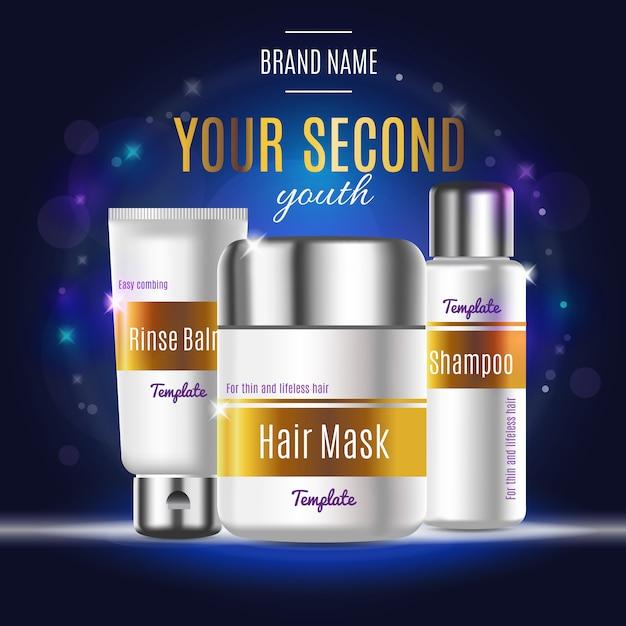 BRAND NAME
YOUR SECOND
youth
Easy combing
Rinse Bal
Template
For thin and lifeless hair
Hair Mask
Template
Template
Shampoo
For thin and lifeless hair